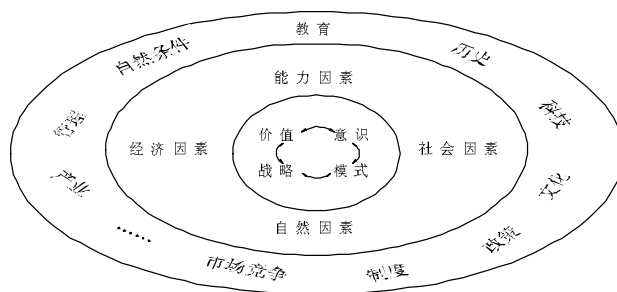 教育
自然条件
历史
能力因素
管理
科技
价值
意识
经济因素
社会因素
战略
模式
产业
文化
……
自然因素
政策
市场竞争
制度